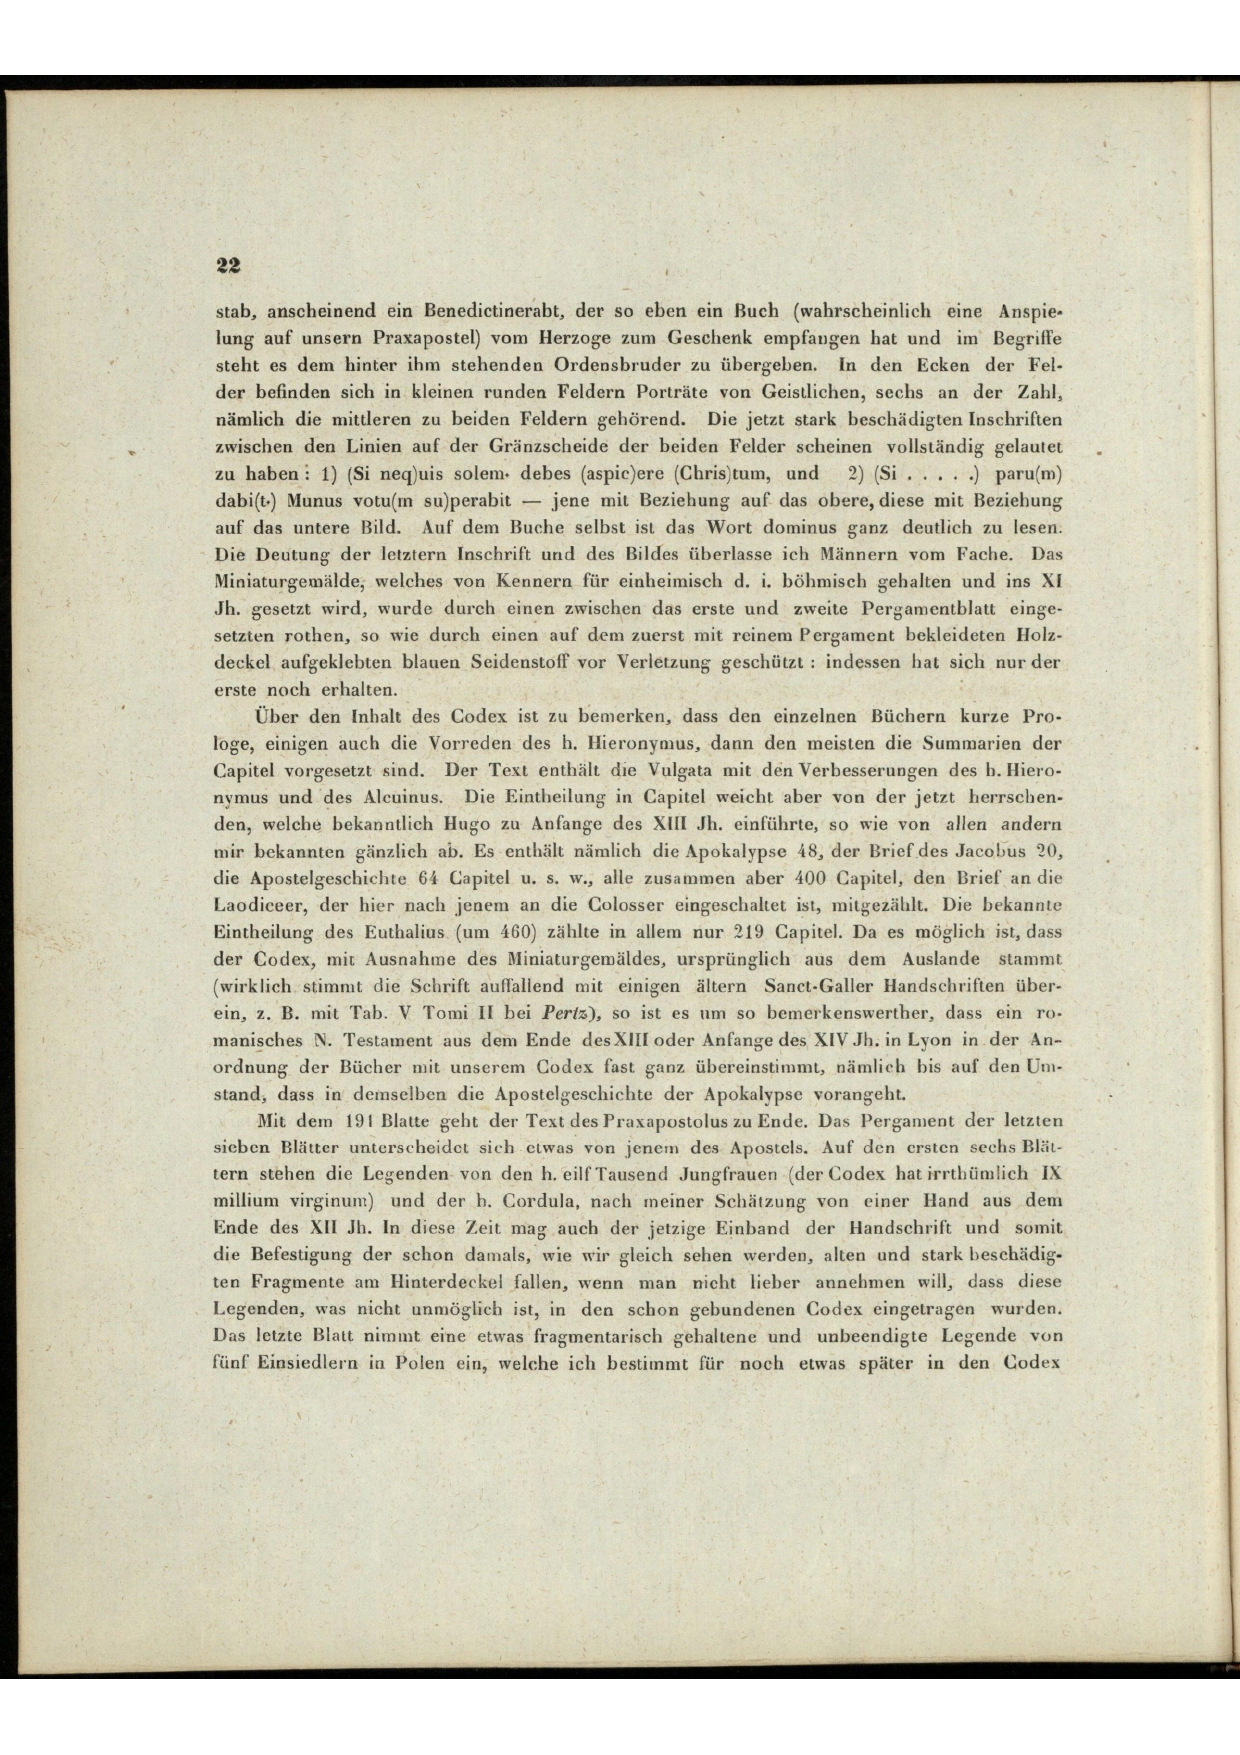 22
stab, anscheinend ein Benedictinerabt, der so eben ein Buch (wahrscheinlich eine Anspie-
lung auf unsern Praxapostel) vom Herzoge zum Geschenk empfangen hat und im Begriffe
steht es dem hinter ihm stehenden Ordensbruder zu übergeben. In den Ecken der Fel-
der befinden sich in kleinen runden Feldern Porträte von Geistlichen, sechs an der Zahl,
nämlich die mittleren zu beiden Feldern gehörend. Die jetzt stark beschädigten Inschriften
zwischen den Linien auf der Gränzscheide der beiden Felder scheinen vollständig gelautet
zu haben: 1) (Si neq)uis solem· debes (aspic)ere (Chris)tum, und 2) (Si . . . . .) paru(m)
dabi(t·) Munus votu(m su)perabit — jene mit Beziehung auf das obere, diese mit Beziehung
auf das untere Bild. Auf dem Buche selbst ist das Wort dominus ganz deutlich zu lesen.
Die Deutung der letztern Inschrift und des Bildes überlasse ich Männern vom Fache. Das
Miniaturgemälde, welches von Kennern für einheimisch d. i. böhmisch gehalten und ins XI
Jh. gesetzt wird, wurde durch einen zwischen das erste und zweite Pergamentblatt einge-
setzten rothen, so wie durch einen auf dem zuerst mit reinem Pergament bekleideten Holz-
deckel aufgeklebten blauen Seidenstoff vor Verletzung geschützt : indessen hat sich nur der
erste noch erhalten.
Über den Inhalt des Codex ist zu bemerken, dass den einzelnen Büchern kurze Pro-
loge, einigen auch die Vorreden des h. Hieronymus, dann den meisten die Summarien der
Capitel vorgesetzt sind. Der Text enthält die Vulgata mit den Verbesserungen des h. Hiero-
nymus und des Alcuinus. Die Eintheilung in Capitel weicht aber von der jetzt herrschen-
den, welche bekanntlich Hugo zu Anfange des XIII Jh. einführte, so wie von allen andern
mir bekannten gänzlich ab. Es enthält nämlich die Apokalypse 48, der Brief des Jacobus 20,
die Apostelgeschichte 64 Capitel u. s. w., alle zusammen aber 400 Capitel, den Brief an die
Laodiceer, der hier nach jenem an die Colosser eingeschaltet ist, mitgezählt. Die bekannte
Eintheilung des Euthalius (um 460) zählte in allem nur 219 Capitel. Da es möglich ist, dass
der Codex, mit Ausnahme des Miniaturgemäldes, ursprünglich aus dem Auslande stammt
(wirklich stimmt die Schrift auffallend mit einigen ältern Sanct-Galler Handschriften über-
ein, z. B. mit Tab. V Tomi II bei Pertz), so ist es um so bemerkenswerther, dass ein ro-
manisches N. Testament aus dem Ende des XIII oder Anfange des XIV Jh. in Lyon in der An-
ordnung der Bücher mit unserem Codex fast ganz übereinstimmt, nämlich bis auf den Um-
stand, dass in demselben die Apostelgeschichte der Apokalypse vorangeht.
Mit dem 191 Blatte geht der Text des Praxapostolus zu Ende. Das Pergament der letzten
sieben Blätter unterscheidet sich etwas von jenem des Apostels. Auf den ersten sechs Blät-
tern stehen die Legenden von den h. eilf Tausend Jungfrauen (der Codex hat irrthümlich IX
millium virginum) und der h. Cordula, nach meiner Schätzung von einer Hand aus dem
Ende des XII Jh. In diese Zeit mag auch der jetzige Einband der Handschrift und somit
die Befestigung der schon damals, wie wir gleich sehen werden, alten und stark beschädig-
ten Fragmente am Hinterdeckel fallen, wenn man nicht lieber annehmen will, dass diese
Legenden, was nicht unmöglich ist, in den schon gebundenen Codex eingetragen wurden.
Das letzte Blatt nimmt eine etwas fragmentarisch gehaltene und unbeendigte Legende von
fünf Einsiedlern in Polen ein, welche ich bestimmt für noch etwas später in den Codex